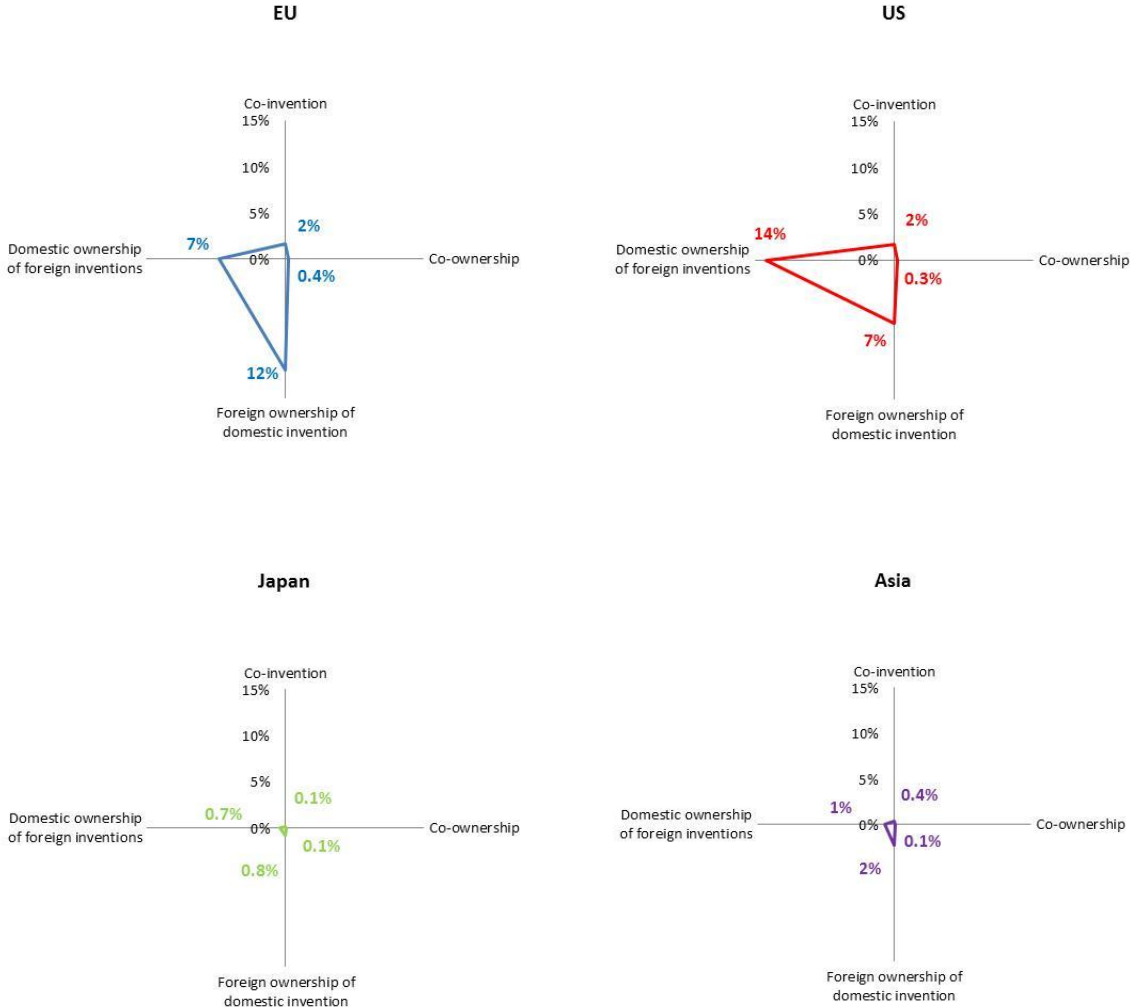 EU
Co-invention
15%
10%
5%
2%
7%
Domestic ownership
of foreign inventions
0%
Co-ownership
0.4%
12%
Foreign ownership of
domestic invention
US
Co-invention
15%
10%
5%
2%
14%
Domestic ownership
of foreign inventions
0%
Co-ownership
0.3%
7%
Foreign ownership of
domestic invention
Japan
Co-invention
15%
10%
5%
0.1%
0.7%
Domestic ownership
of foreign inventions
0%
Co-ownership
0.1%
0.8%
Foreign ownership of
domestic invention
Asia
Co-invention
15%
10%
5%
0.4%
1%
Domestic ownership
of foreign inventions
0%
Co-ownership
0.1%
2%
Foreign ownership of
domestic invention